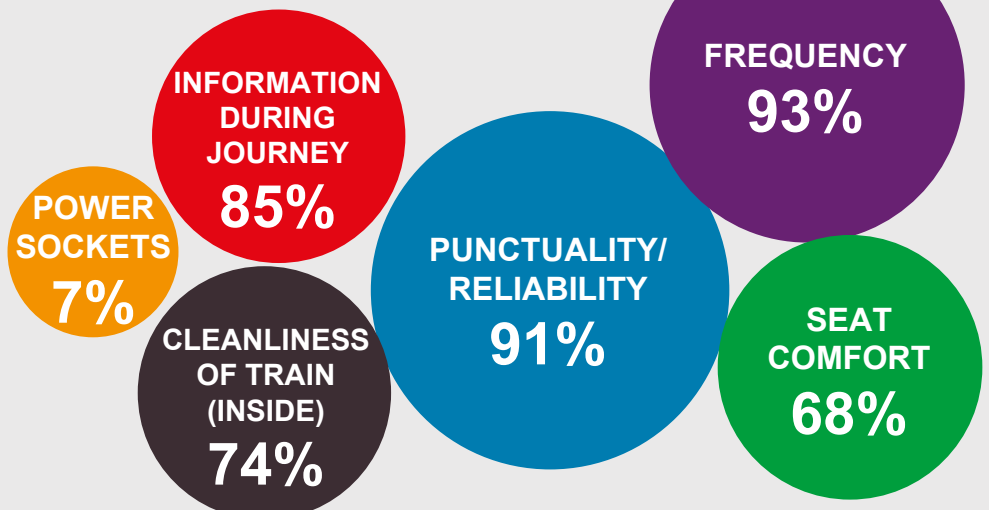 INFORMATION
DURING
JOURNEY
85%
FREQUENCY
93%
POWER
SOCKETS
7%
PUNCTUALITY/
RELIABILITY
91%
CLEANLINESS
OF TRAIN
(INSIDE)
74%
SEAT
COMFORT
68%